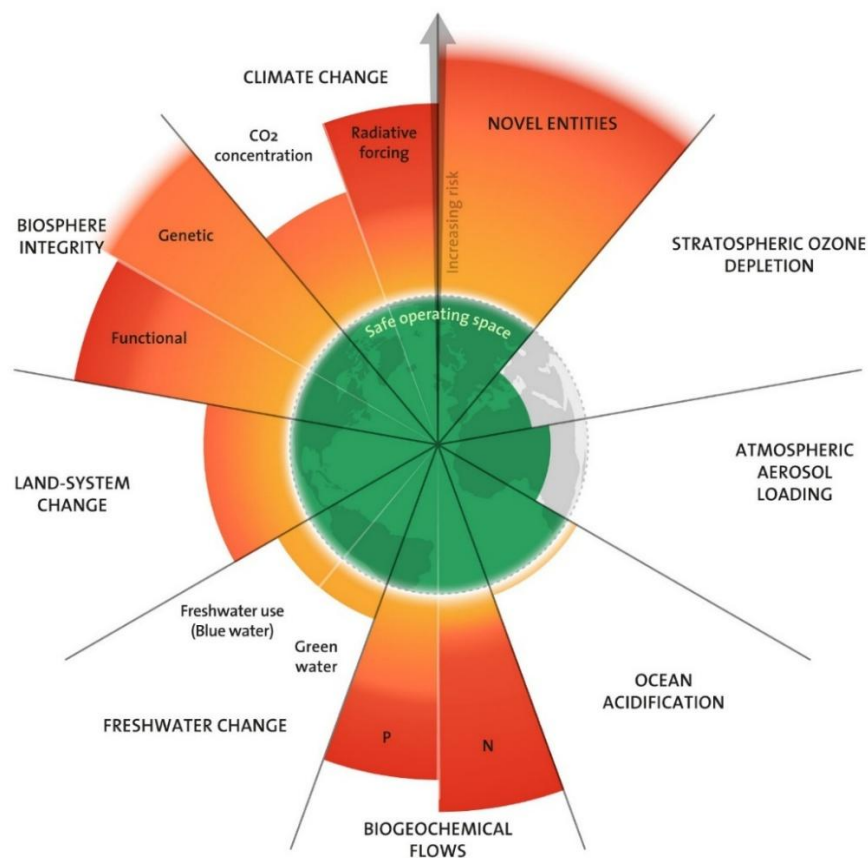 CLIMATE CHANGE
CO2
concentration
Radiative
forcing
Increasing risk
NOVEL ENTITIES
STRATOSPHERIC OZONE
DEPLETION
ATMOSPHERIC
AEROSOL
LOADING
OCEAN
ACIDIFICATION
BIOGEOCHEMICAL
FLOWS
P
N
FRESHWATER CHANGE
Freshwater use
(Blue water)
Green
water
LAND-SYSTEM
CHANGE
BIOSPHERE
INTEGRITY
Genetic
Functional
Safe operating space